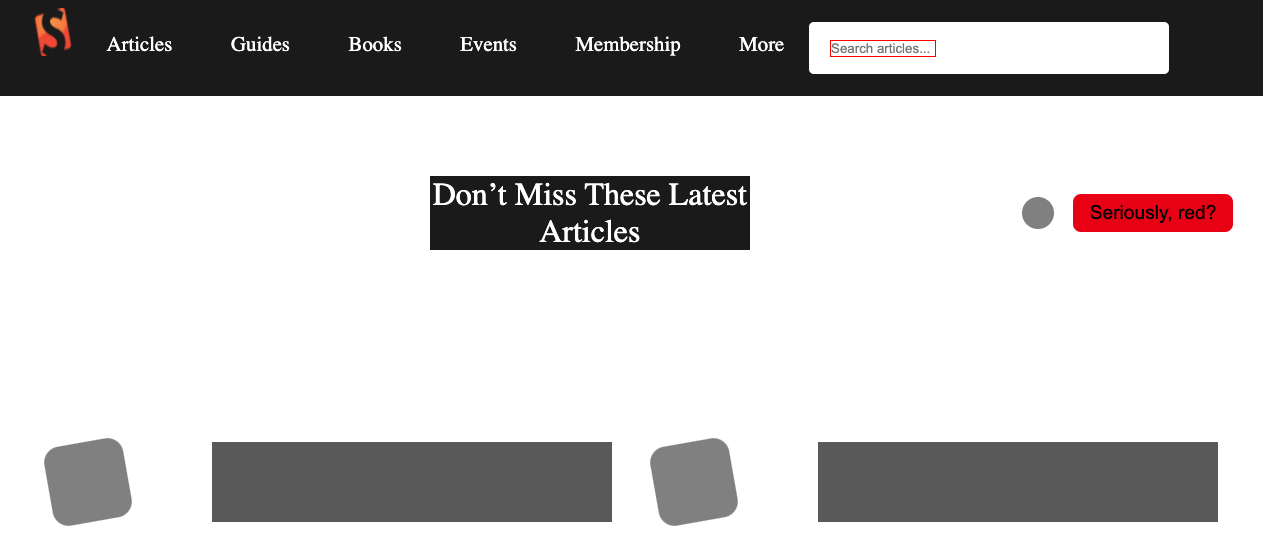 Articles Guides Books Events Membership More Search articles...
Don’t Miss These Latest
Articles
Seriously, red?